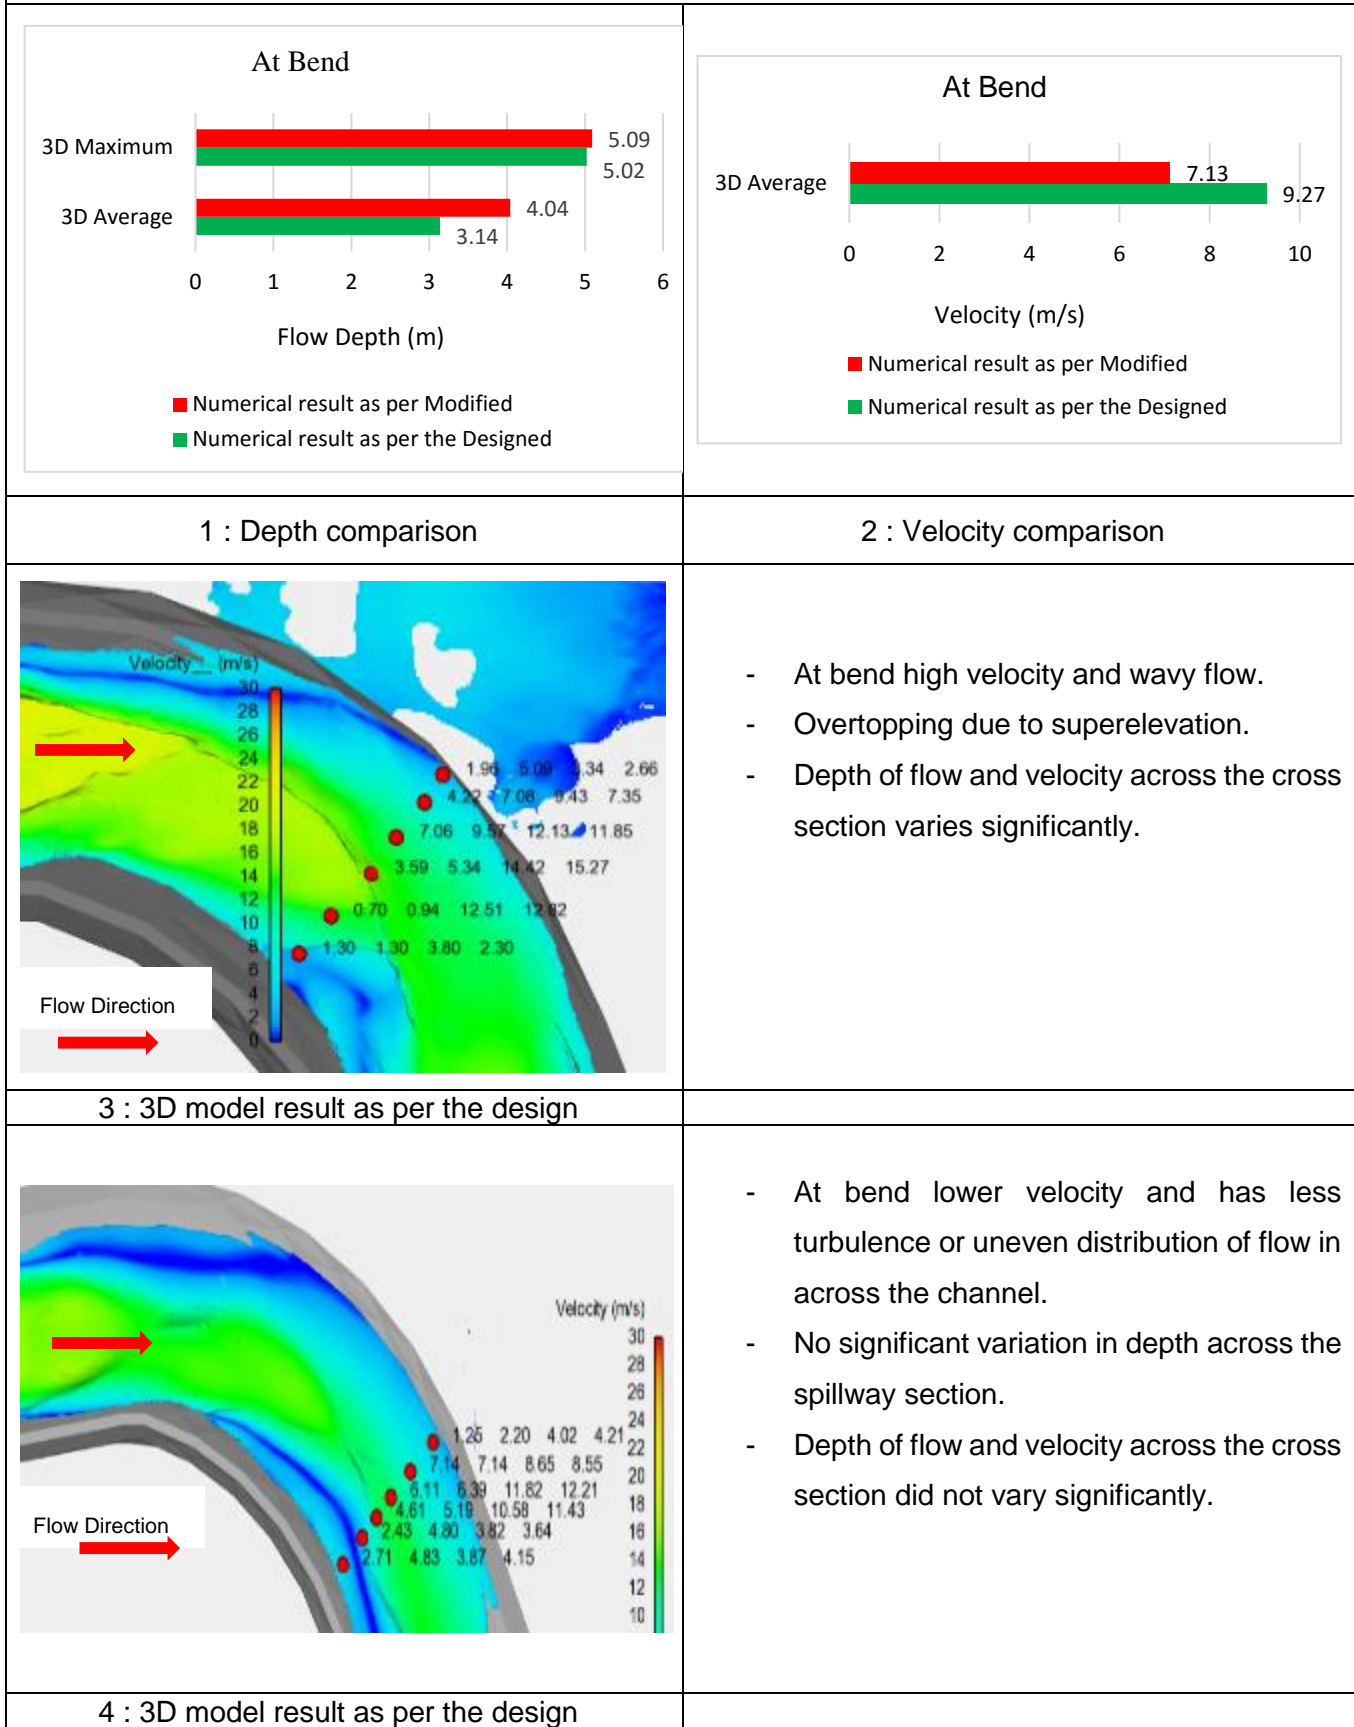 At Bend
3D Maximum
5.09
5.02
3D Average
4.04
3.14
0 1 2 3 4 5 6
Flow Depth (m)
Numerical result as per Modified
Numerical result as per the Designed
At Bend
3D Average
7.13
9.27
0 2 4 6 8 10
Velocity (m/s)
Numerical result as per Modified
Numerical result as per the Designed
1 : Depth comparison
2 : Velocity comparison
Velocity (m/s)
30
28
26
24
22
20
18
16
14
12
10
8
6
4
2
0
1.96 5.09 3.34 2.66
4.22 7.08 9.43 7.35
7.06 9.57 12.13 11.85
3.59 5.34 14.42 15.27
0.70 0.94 12.51 12.82
1.30 1.30 3.80 2.30
Flow Direction
- At bend high velocity and wavy flow.
- Overtopping due to superelevation.
- Depth of flow and velocity across the cross
section varies significantly.
3 : 3D model result as per the design
Velocity (m/s)
30
28
26
24
22
20
18
16
14
12
10
1.25 2.20 4.02 4.21
7.14 7.14 8.65 8.55
6.11 6.39 11.82 12.21
4.61 5.19 10.58 11.43
2.43 4.80 3.82 3.64
2.71 4.83 3.87 4.15
Flow Direction
- At bend lower velocity and has less
turbulence or uneven distribution of flow in
across the channel.
- No significant variation in depth across the
spillway section.
- Depth of flow and velocity across the cross
section did not vary significantly.
4 : 3D model result as per the design